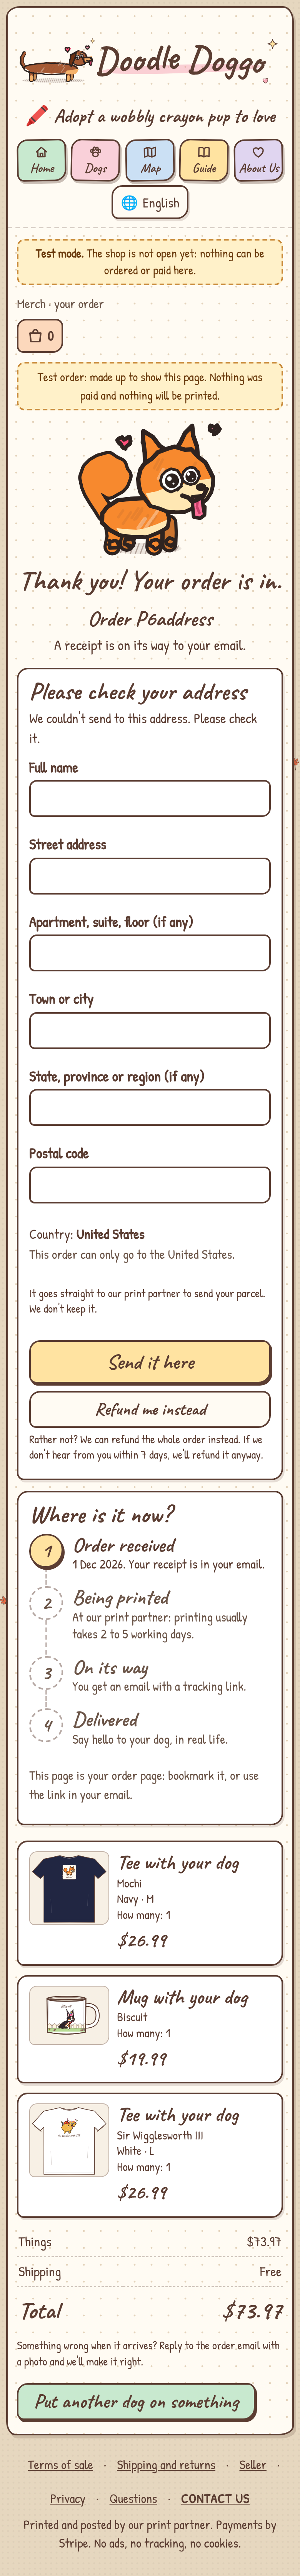 Doodle Doggo
Adopt a wobbly crayon pup to love
Home
Dogs
Map
Guide
About Us
English
Test mode. The shop is not open yet: nothing can be
ordered or paid here.
Merch · your order
0
Test order: made up to show this page. Nothing was
paid and nothing will be printed.
Thank you! Your order is in.
Order P6address
A receipt is on its way to your email.
Please check your address
We couldn't send to this address. Please check
it.
Full name
Street address
Apartment, suite, floor (if any)
Town or city
State, province or region (if any)
Postal code
Country: United States
This order can only go to the United States.
It goes straight to our print partner to send your parcel.
We don't keep it.
Send it here
Refund me instead
Rather not? We can refund the whole order instead. If we
don't hear from you within 7 days, we'll refund it anyway.
Where is it now?
1
Order received
1 Dec 2026. Your receipt is in your email.
2
Being printed
At our print partner: printing usually
takes 2 to 5 working days.
3
On its way
You get an email with a tracking link.
4
Delivered
Say hello to your dog, in real life.
This page is your order page: bookmark it, or use
the link in your email.
Tee with your dog
Mochi
Navy · M
How many: 1
$26.99
Mug with your dog
Biscuit
How many: 1
$19.99
Tee with your dog
Sir Wigglesworth III
White · L
How many: 1
$26.99
Things $73.97
Shipping Free
Total $73.97
Something wrong when it arrives? Reply to the order email with
a photo and we'll make it right.
Put another dog on something
Terms of sale · Shipping and returns · Seller ·
Privacy · Questions · CONTACT US
Printed and posted by our print partner. Payments by
Stripe. No ads, no tracking, no cookies.